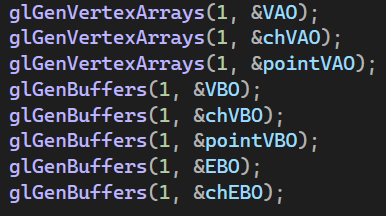 glGenVertexArrays(1, &VAO);
glGenVertexArrays(1, &chVAO);
glGenVertexArrays(1, &pointVAO);
glGenBuffers(1, &VBO);
glGenBuffers(1, &chVBO);
glGenBuffers(1, &pointVBO);
glGenBuffers(1, &EBO);
glGenBuffers(1, &chEBO);